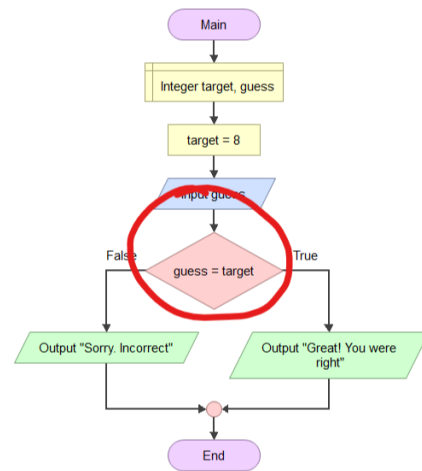 Main
Integer target, guess
target = 8
Input guess
False
True
guess = target
Output "Sorry. Incorrect"
Output "Great! You were
right"
End